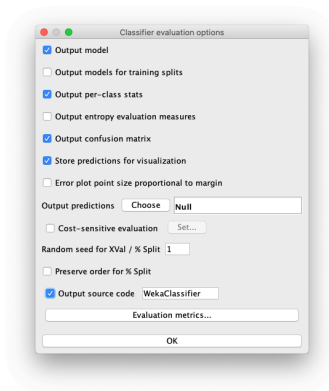 Classifier evaluation options
Output model
Output models for training splits
Output per-class stats
Output entropy evaluation measures
Output confusion matrix
Store predictions for visualization
Error plot point size proportional to margin
Output predictions Choose Null
Cost-sensitive evaluation Set...
Random seed for XVal / % Split 1
Preserve order for % Split
Output source code WekaClassifier
Evaluation metrics...
OK